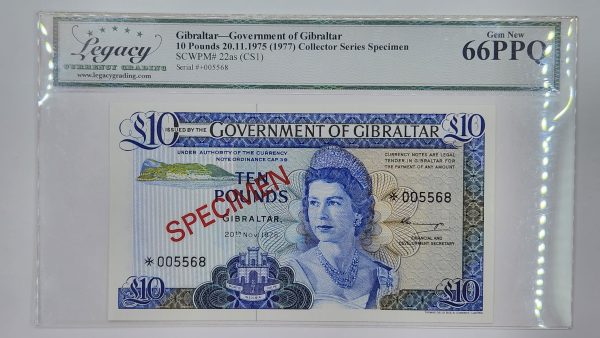 Legacy
CURRENCY GRADING
www.legacygrading.com
Gibraltar—Government of Gibraltar
10 Pounds 20.11.1975 (1977) Collector Series Specimen
SCWPM# 22as (CS1)
Serial #*005568
Gem New
66PPQ
£10
ISSUED BY THE GOVERNMENT OF GIBRALTAR
£10
UNDER AUTHORITY OF THE CURRENCY
NOTE ORDINANCE CAP. 39
CURRENCY NOTES ARE LEGAL
TENDER IN GIBRALTAR FOR
THE PAYMENT OF ANY AMOUNT
TEN
POUNDS
SPECIMEN
GIBRALTAR
20TH NOV. 1975
*005568
FINANCIAL AND
DEVELOPMENT SECRETARY
*005568
£10
£10